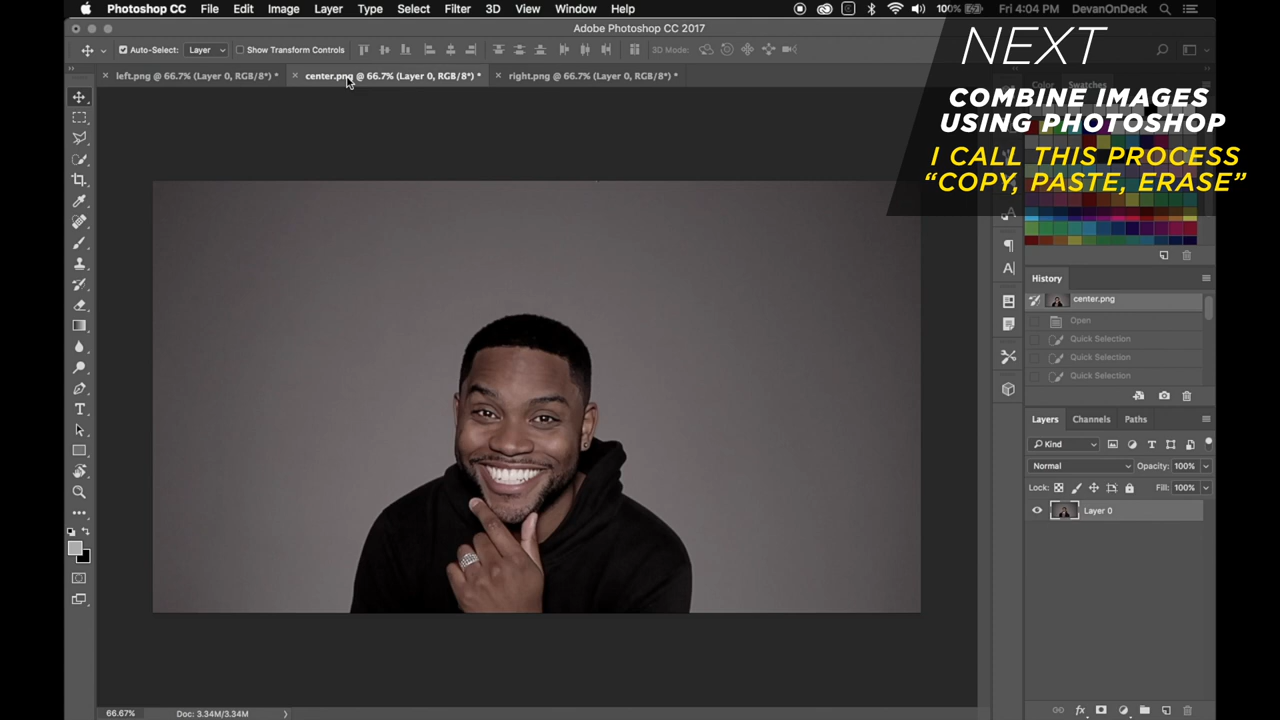 Photoshop CC File Edit Image Layer Type Select Filter 3D View Window Help 100% Fri 4:04 PM DevanOnDeck
Adobe Photoshop CC 2017
Auto-Select: Layer Show Transform Controls 3D Mode:
left.png @ 66.7% (Layer 0, RGB/8*) * center.png @ 66.7% (Layer 0, RGB/8*) * right.png @ 66.7% (Layer 0, RGB/8*) *
NEXT
COMBINE IMAGES
USING PHOTOSHOP
I CALL THIS PROCESS
“COPY, PASTE, ERASE”
Color Swatches
History
center.png
Open
Quick Selection
Quick Selection
Quick Selection
Layers Channels Paths
Kind
Normal Opacity: 100%
Lock: Fill: 100%
Layer 0
66.67% Doc: 3.34M/3.34M